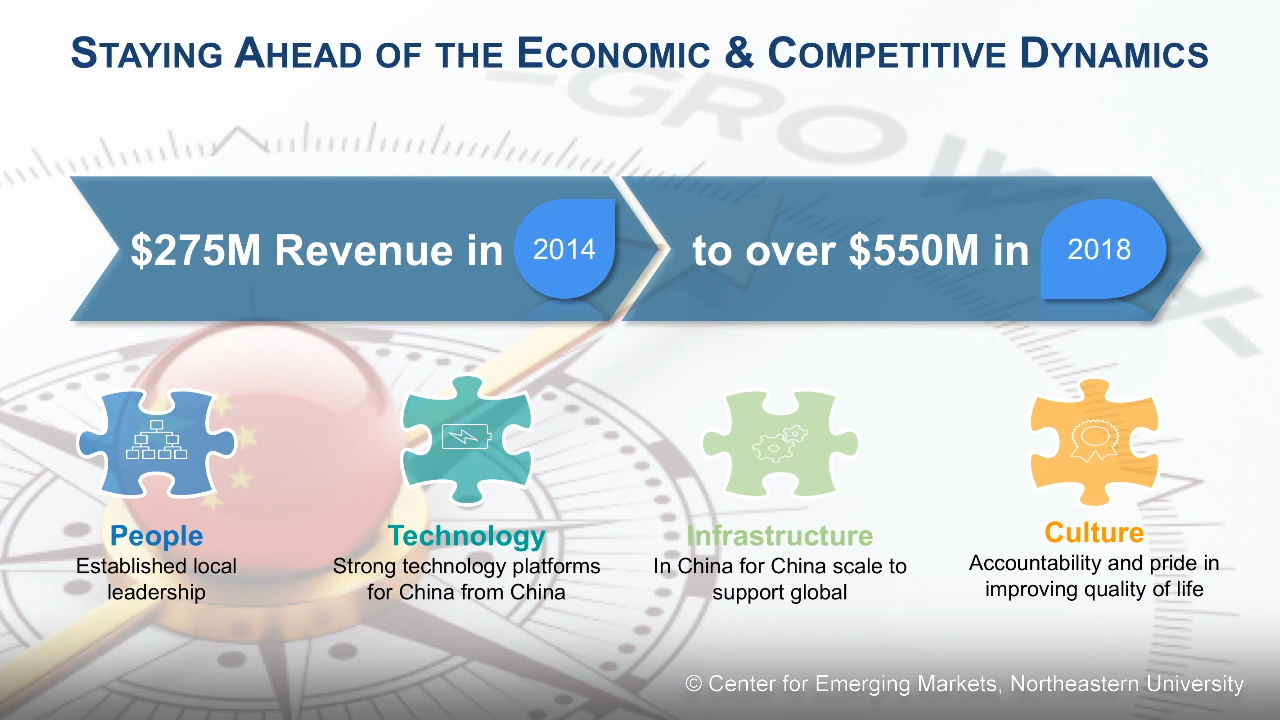 STAYING AHEAD OF THE ECONOMIC & COMPETITIVE DYNAMICS
-GROWTH-
$275M Revenue in 2014 to over $550M in 2018
People
Established local
leadership
Technology
Strong technology platforms
for China from China
Infrastructure
In China for China scale to
support global
Culture
Accountability and pride in
improving quality of life
© Center for Emerging Markets, Northeastern University